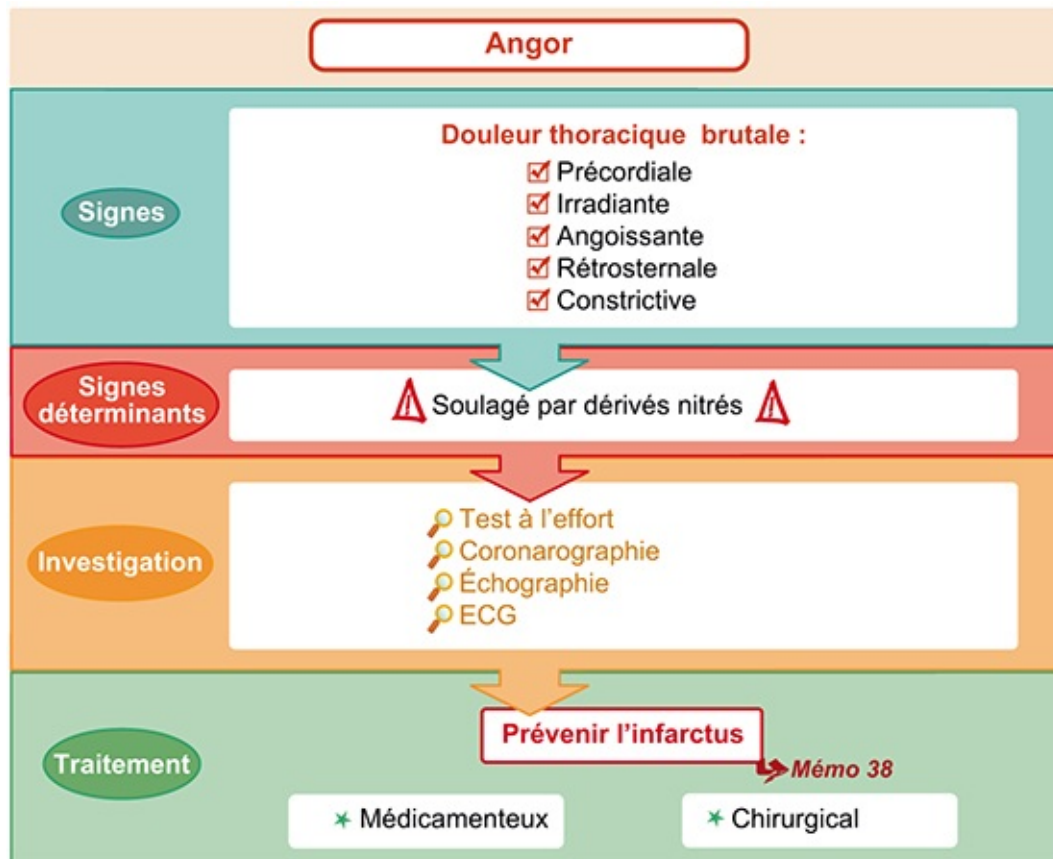 Angor
Signes
Douleur thoracique brutale :
Précordiale
Irradiante
Angoissante
Rétrosternale
Constrictive
Signes
déterminants
Soulagé par dérivés nitrés
Investigation
Test à l'effort
Coronarographie
Échographie
ECG
Traitement
Prévenir l'infarctus
Mémo 38
Médicamenteux
Chirurgical